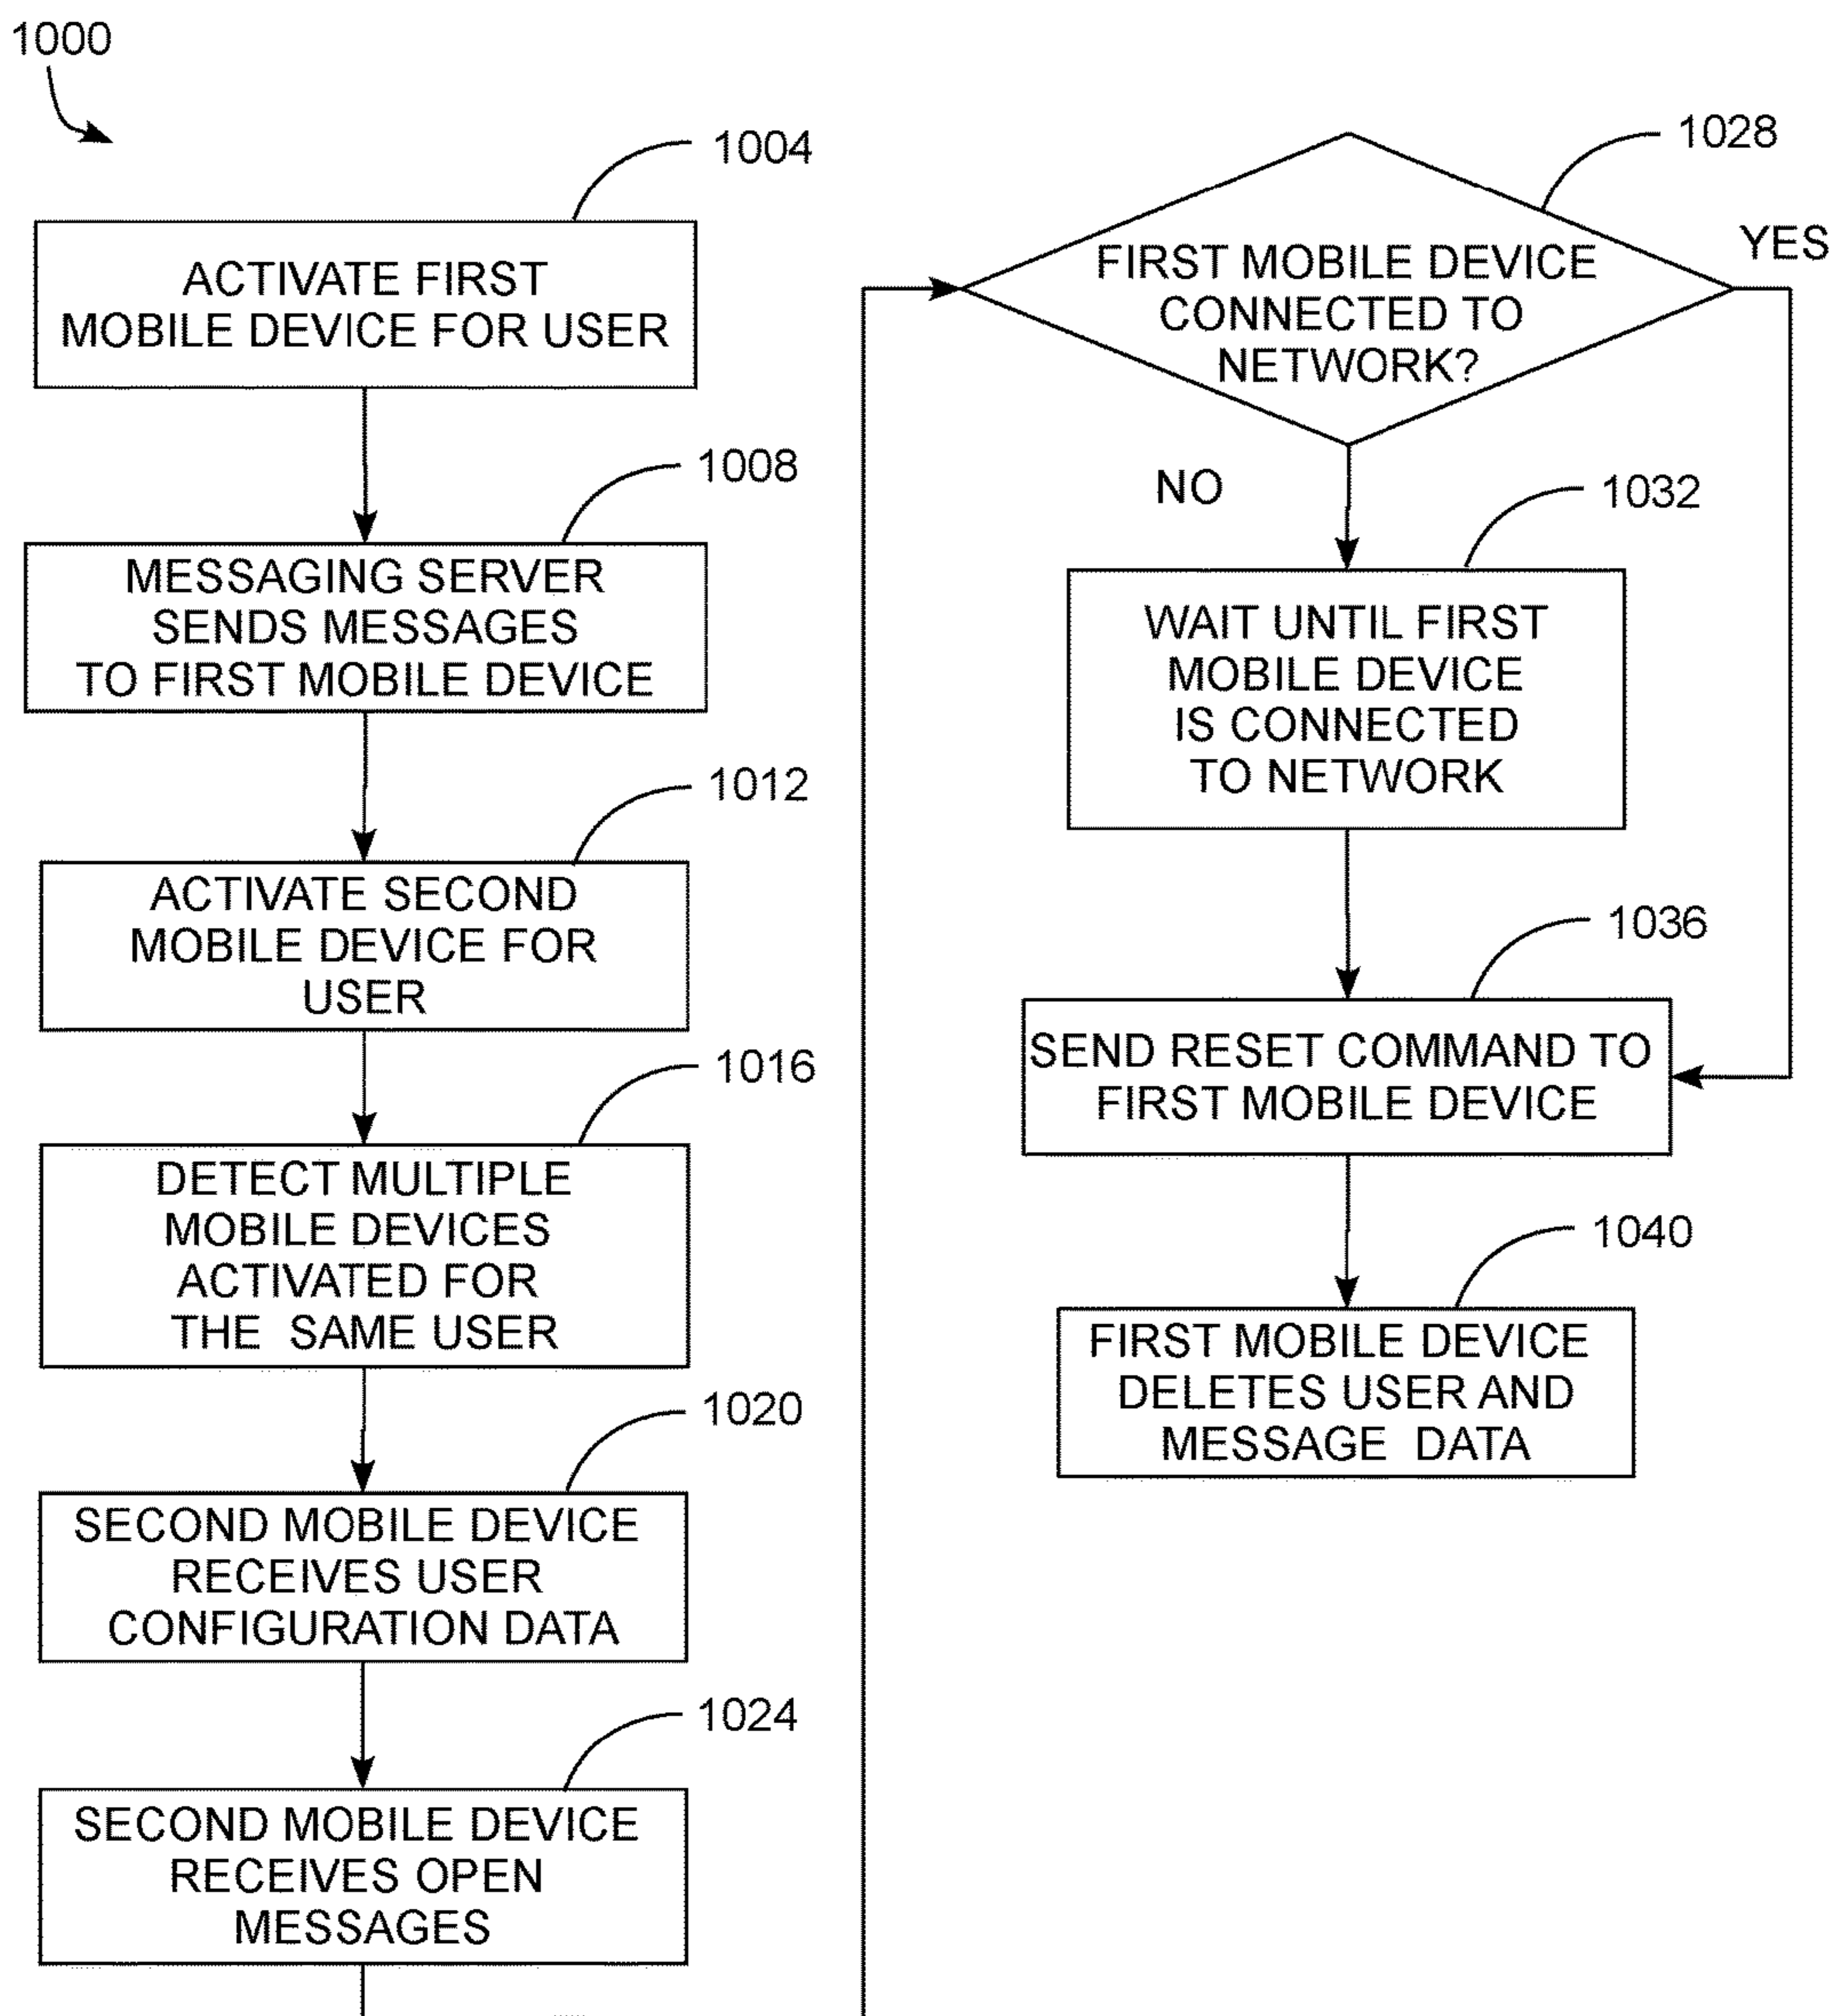 1000
1004
ACTIVATE FIRST
MOBILE DEVICE FOR USER
1008
MESSAGING SERVER
SENDS MESSAGES
TO FIRST MOBILE DEVICE
1012
ACTIVATE SECOND
MOBILE DEVICE FOR
USER
1016
DETECT MULTIPLE
MOBILE DEVICES
ACTIVATED FOR
THE SAME USER
1020
SECOND MOBILE DEVICE
RECEIVES USER
CONFIGURATION DATA
1024
SECOND MOBILE DEVICE
RECEIVES OPEN
MESSAGES
1028
FIRST MOBILE DEVICE
CONNECTED TO
NETWORK?
YES
NO
1032
WAIT UNTIL FIRST
MOBILE DEVICE
IS CONNECTED
TO NETWORK
1036
SEND RESET COMMAND TO
FIRST MOBILE DEVICE
1040
FIRST MOBILE DEVICE
DELETES USER AND
MESSAGE DATA